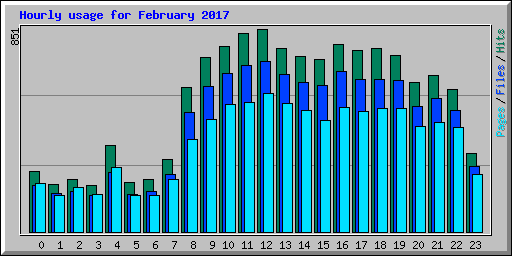 Hourly usage for February 2017
851
Pages / Files / Hits
0 1 2 3 4 5 6 7 8 9 10 11 12 13 14 15 16 17 18 19 20 21 22 23